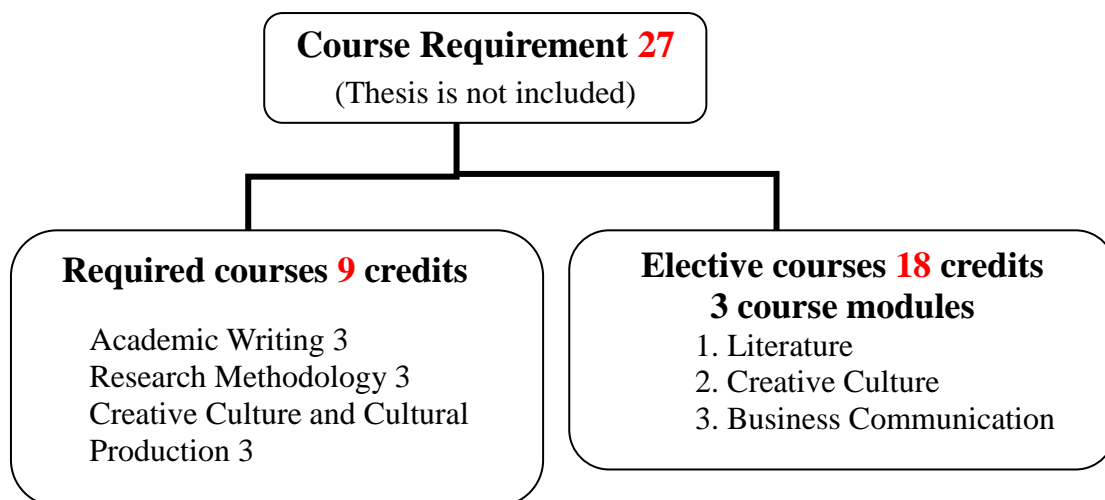 Course Requirement 27
(Thesis is not included)
Required courses 9 credits
Academic Writing 3
Research Methodology 3
Creative Culture and Cultural
Production 3
Elective courses 18 credits
3 course modules
1. Literature
2. Creative Culture
3. Business Communication